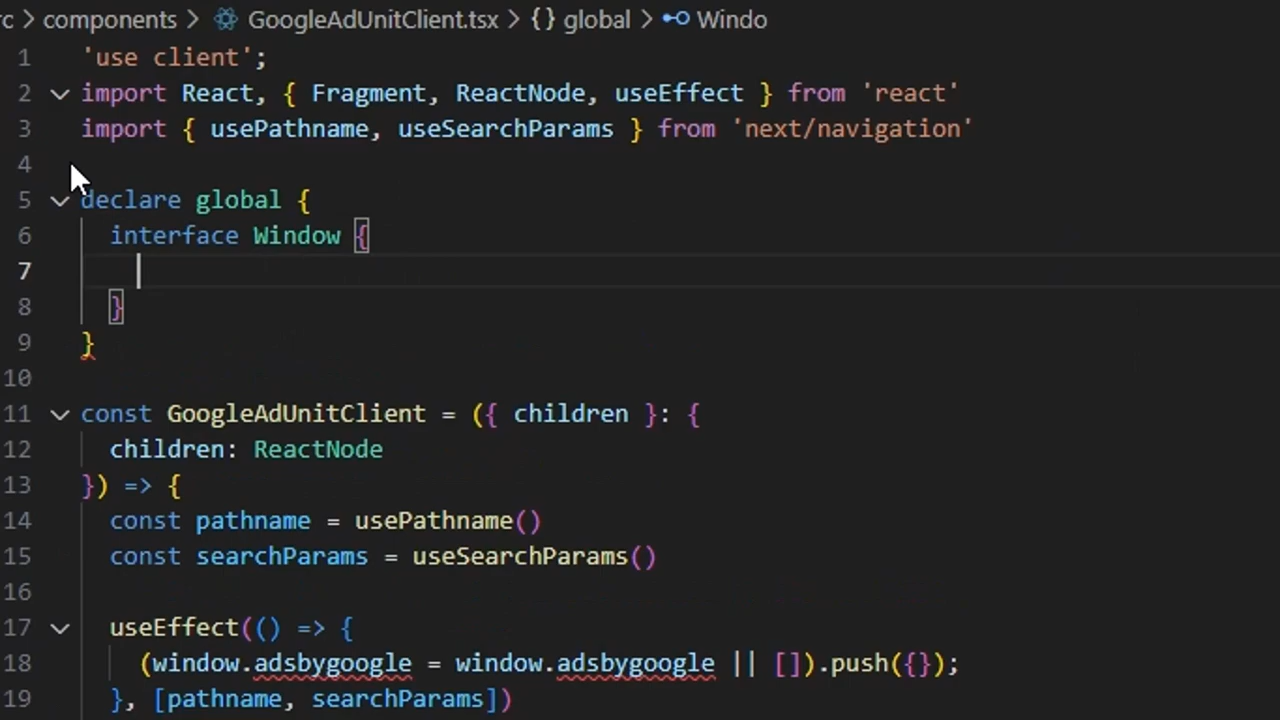 rc > components > GoogleAdUnitClient.tsx > {} global > Windo
1 'use client';
2 import React, { Fragment, ReactNode, useEffect } from 'react'
3 import { usePathname, useSearchParams } from 'next/navigation'
4
5 declare global {
6 interface Window {
7
8 }
9 }
10
11 const GoogleAdUnitClient = ({ children }: {
12 children: ReactNode
13 }) => {
14 const pathname = usePathname()
15 const searchParams = useSearchParams()
16
17 useEffect(() => {
18 (window.adsbygoogle = window.adsbygoogle || []).push({});
19 }, [pathname, searchParams])